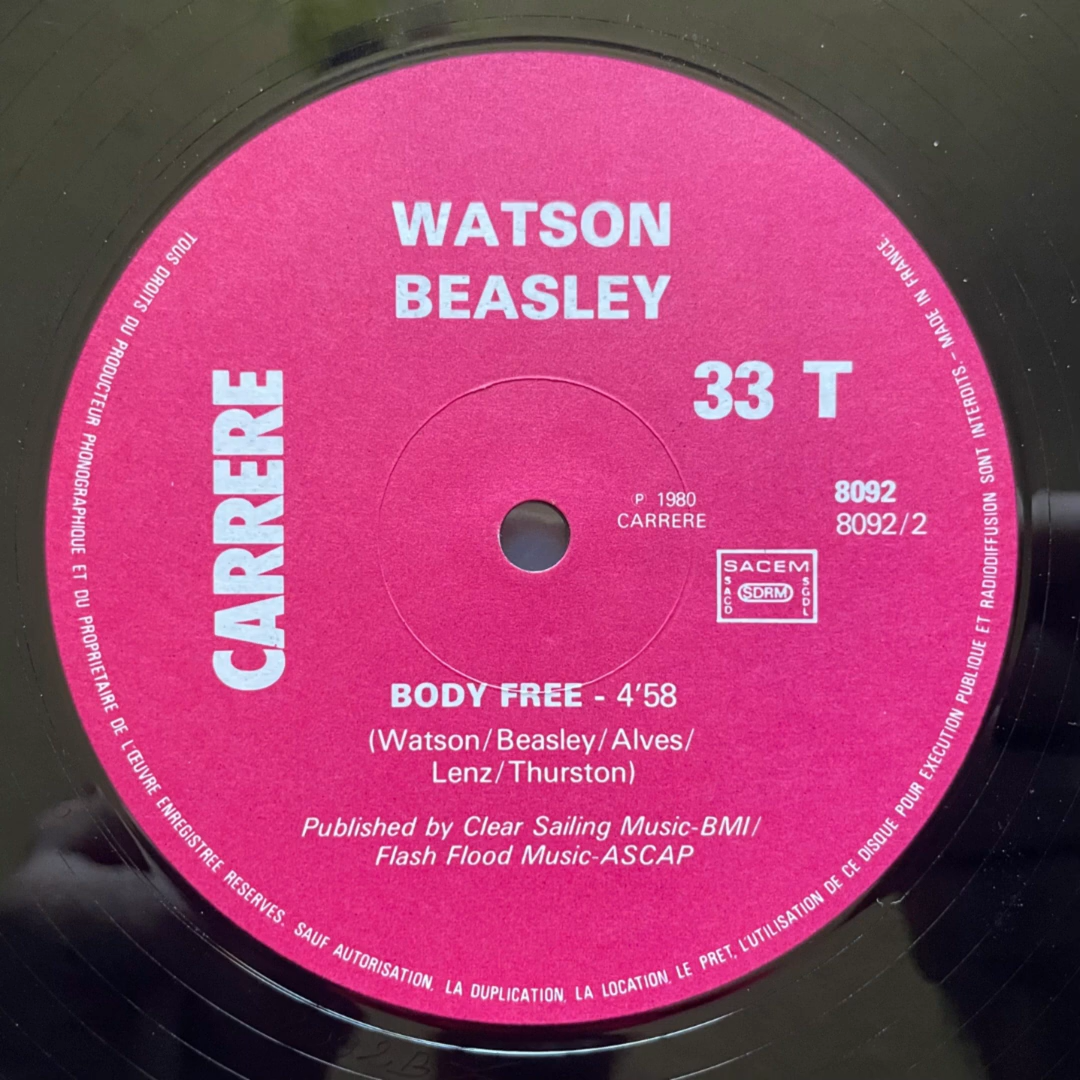 WATSON
BEASLEY
CARRERE
33 T
℗ 1980
CARRERE
8092
8092/2
SACEM
SACD
SDRM
SGDL
BODY FREE - 4'58
(Watson/Beasley/Alves/
Lenz/Thurston)
Published by Clear Sailing Music-BMI/
Flash Flood Music-ASCAP
TOUS DROITS DU PRODUCTEUR PHONOGRAPHIQUE ET DU PROPRIETAIRE DE L'ŒUVRE ENREGISTREE RESERVES. SAUF AUTORISATION, LA DUPLICATION, LA LOCATION, LE PRET, L'UTILISATION DE CE DISQUE POUR EXECUTION PUBLIQUE ET RADIODIFFUSION SONT INTERDITS. - MADE IN FRANCE.